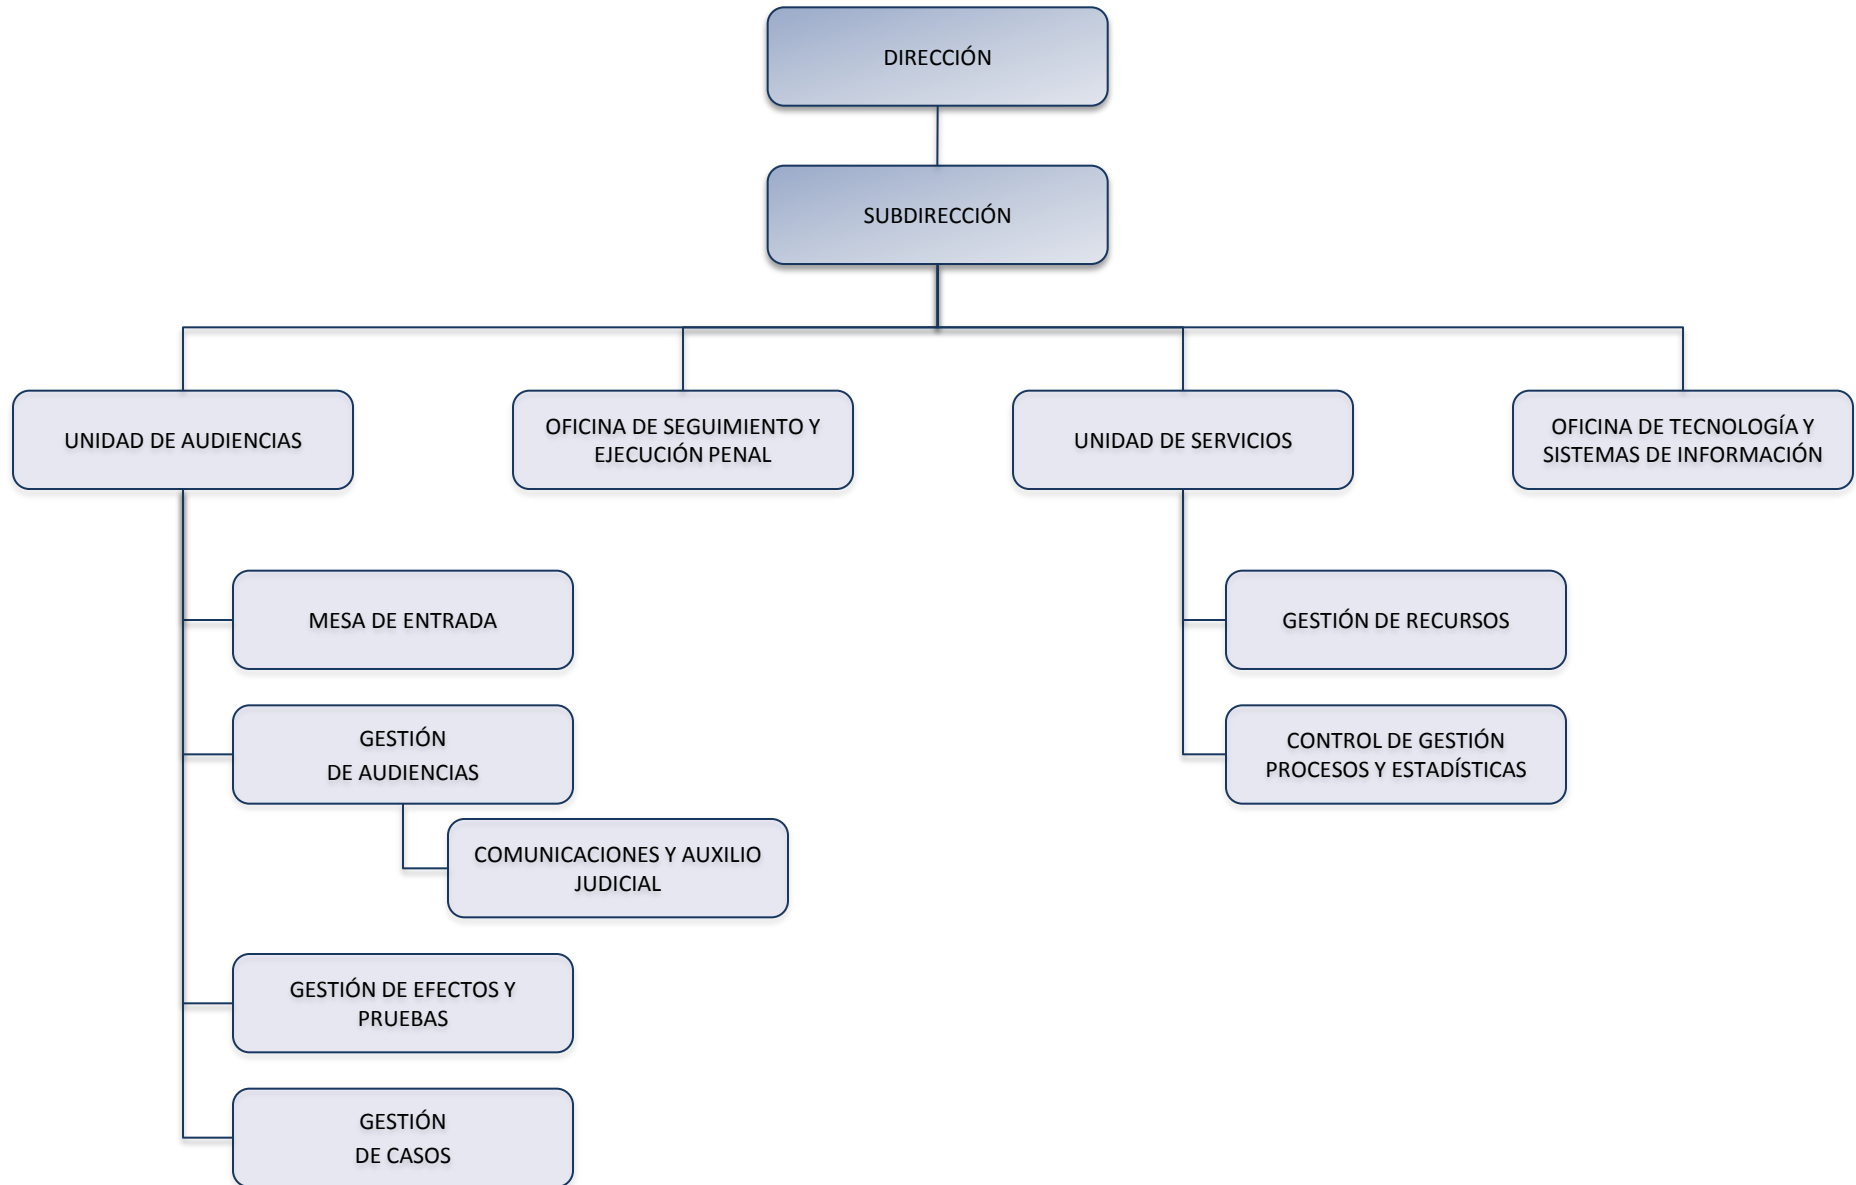 DIRECCIÓN
SUBDIRECCIÓN
UNIDAD DE AUDIENCIAS
OFICINA DE SEGUIMIENTO Y
EJECUCIÓN PENAL
UNIDAD DE SERVICIOS
OFICINA DE TECNOLOGÍA Y
SISTEMAS DE INFORMACIÓN
MESA DE ENTRADA
GESTIÓN
DE AUDIENCIAS
COMUNICACIONES Y AUXILIO
JUDICIAL
GESTIÓN DE EFECTOS Y
PRUEBAS
GESTIÓN
DE CASOS
GESTIÓN DE RECURSOS
CONTROL DE GESTIÓN
PROCESOS Y ESTADÍSTICAS